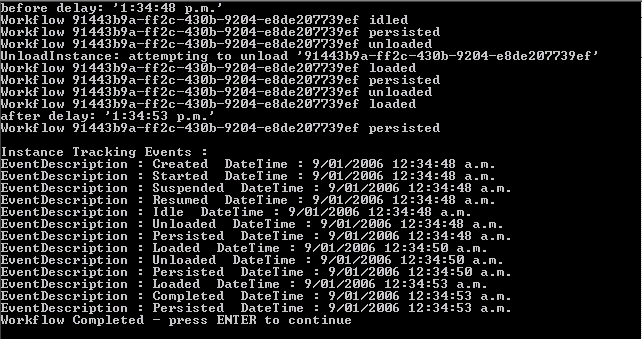 before delay: '1:34:48 p.m.'
Workflow 91443b9a-ff2c-430b-9204-e8de207739ef idled
Workflow 91443b9a-ff2c-430b-9204-e8de207739ef persisted
Workflow 91443b9a-ff2c-430b-9204-e8de207739ef unloaded
UnloadInstance: attempting to unload '91443b9a-ff2c-430b-9204-e8de207739ef'
Workflow 91443b9a-ff2c-430b-9204-e8de207739ef loaded
Workflow 91443b9a-ff2c-430b-9204-e8de207739ef persisted
Workflow 91443b9a-ff2c-430b-9204-e8de207739ef unloaded
Workflow 91443b9a-ff2c-430b-9204-e8de207739ef loaded
after delay: '1:34:53 p.m.'
Workflow 91443b9a-ff2c-430b-9204-e8de207739ef persisted
Instance Tracking Events :
EventDescription : Created  DateTime : 9/01/2006 12:34:48 a.m.
EventDescription : Started  DateTime : 9/01/2006 12:34:48 a.m.
EventDescription : Suspended  DateTime : 9/01/2006 12:34:48 a.m.
EventDescription : Resumed  DateTime : 9/01/2006 12:34:48 a.m.
EventDescription : Idle  DateTime : 9/01/2006 12:34:48 a.m.
EventDescription : Unloaded  DateTime : 9/01/2006 12:34:48 a.m.
EventDescription : Persisted  DateTime : 9/01/2006 12:34:48 a.m.
EventDescription : Loaded  DateTime : 9/01/2006 12:34:50 a.m.
EventDescription : Unloaded  DateTime : 9/01/2006 12:34:50 a.m.
EventDescription : Persisted  DateTime : 9/01/2006 12:34:50 a.m.
EventDescription : Loaded  DateTime : 9/01/2006 12:34:53 a.m.
EventDescription : Completed  DateTime : 9/01/2006 12:34:53 a.m.
EventDescription : Persisted  DateTime : 9/01/2006 12:34:53 a.m.
Workflow Completed - press ENTER to continue